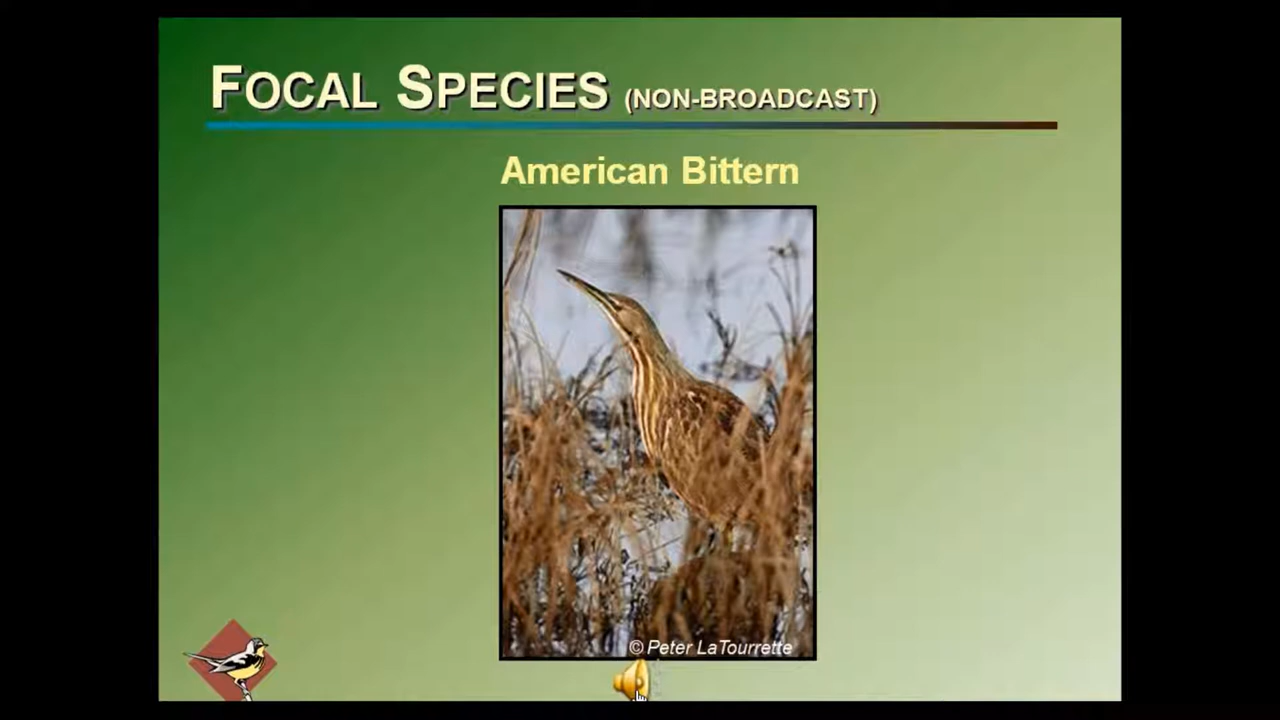 FOCAL SPECIES (NON-BROADCAST)
American Bittern
© Peter LaTourrette